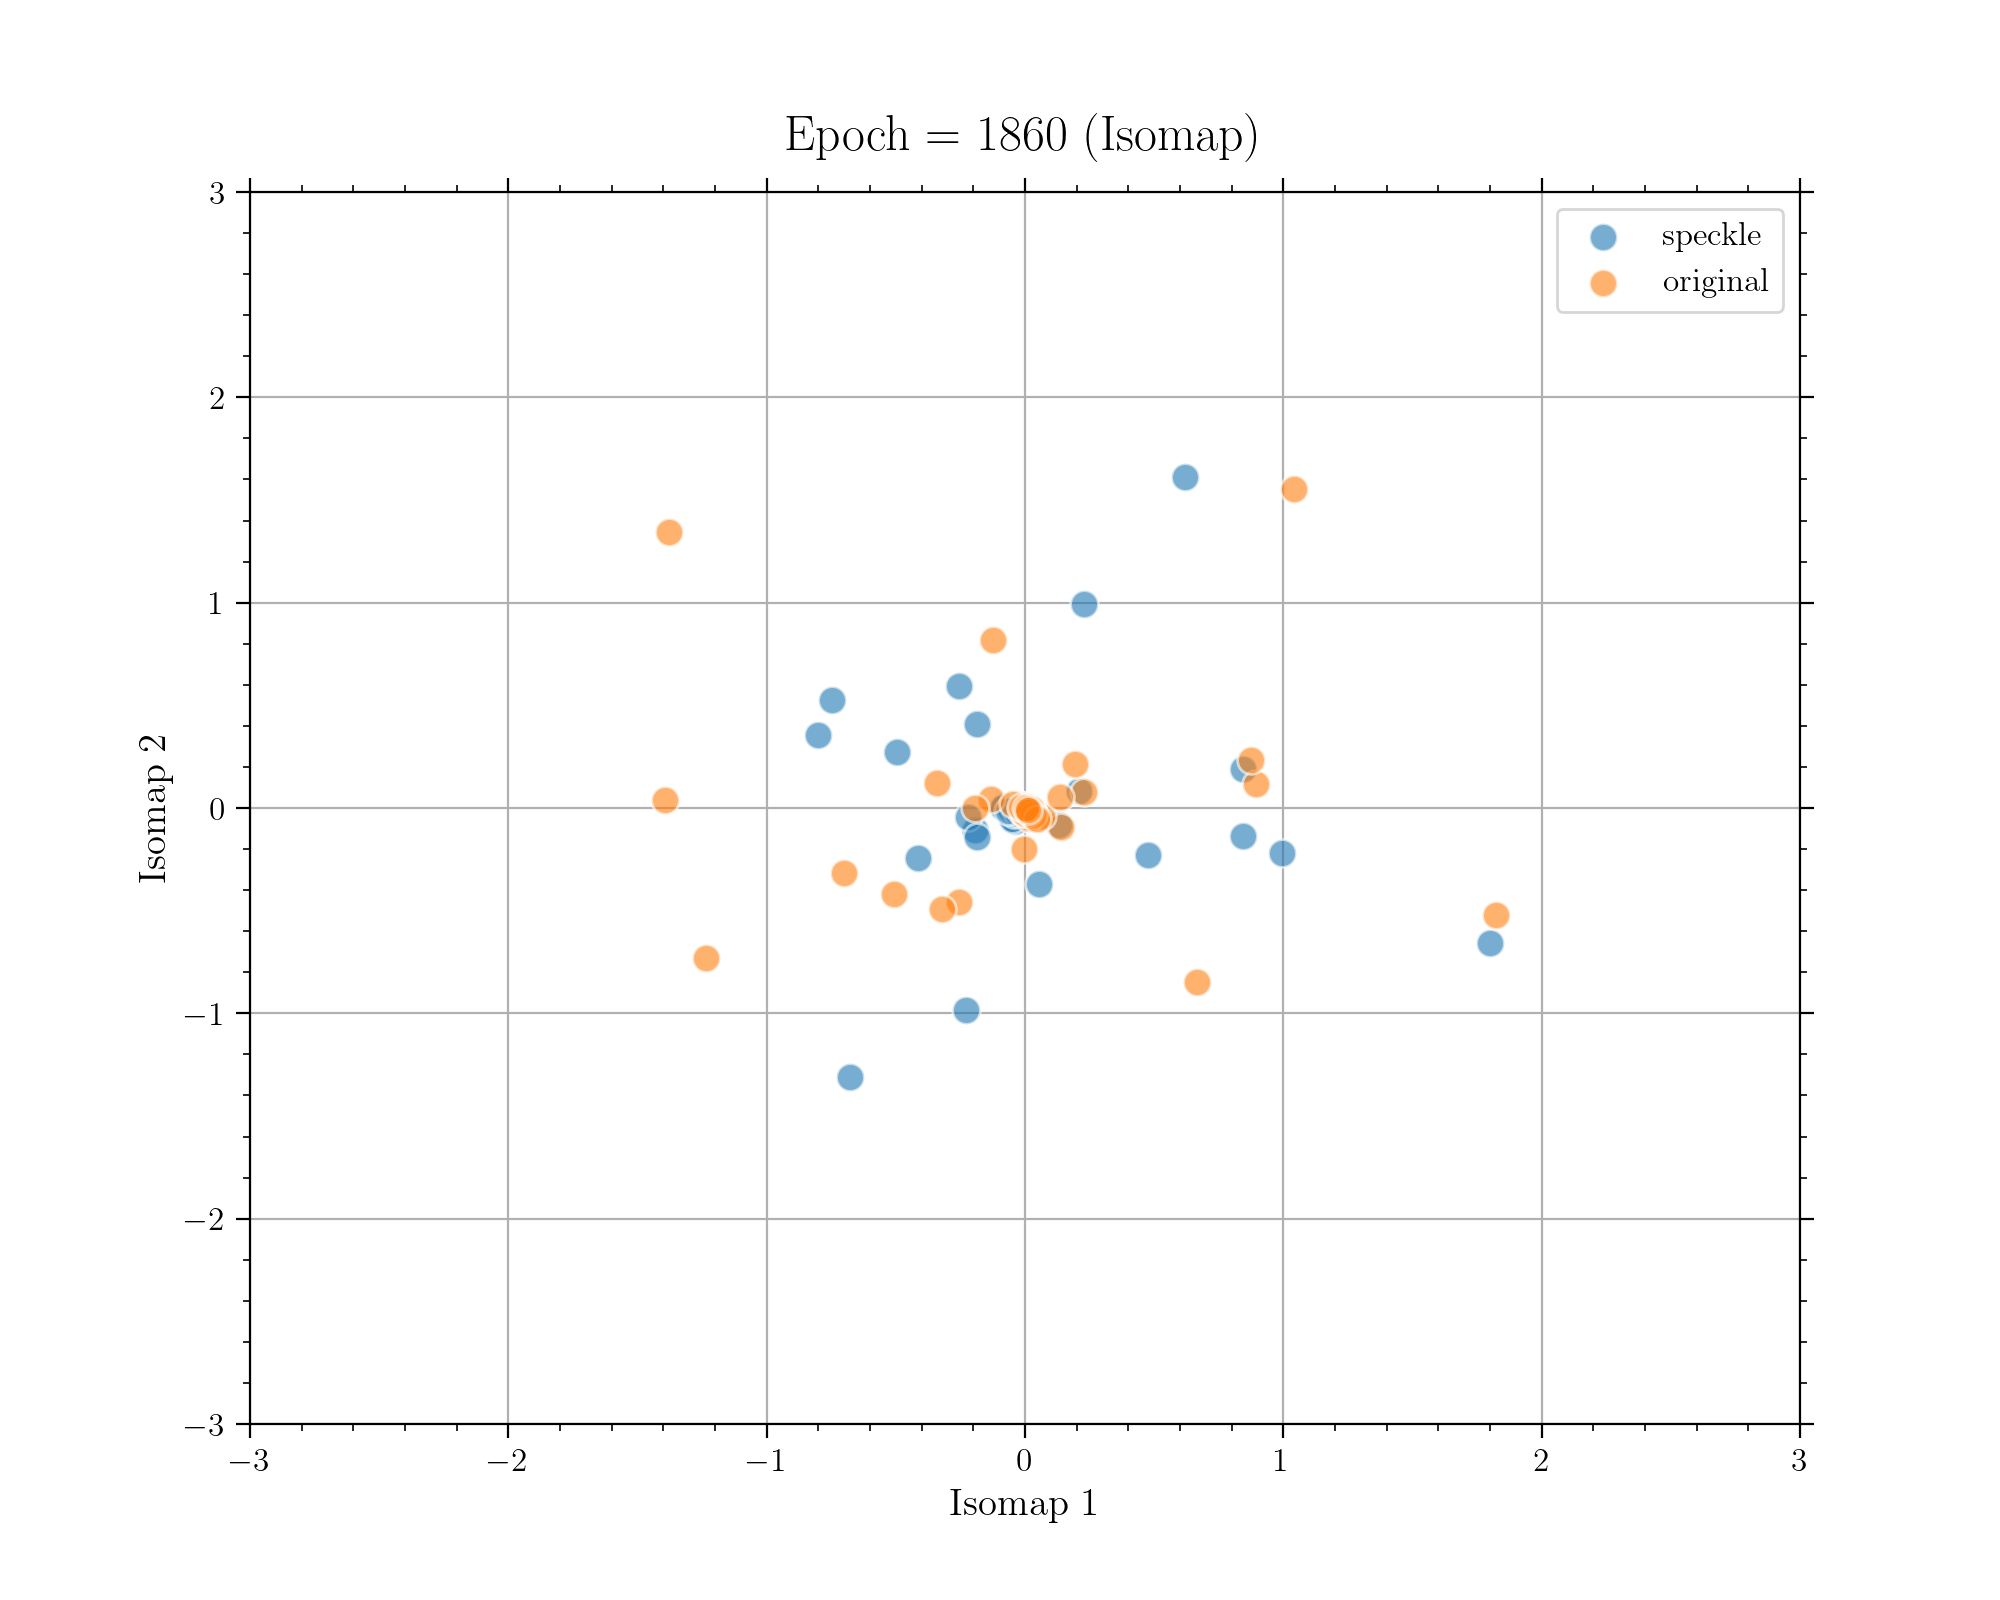 Epoch = 1860 (Isomap)
speckle
original
3
2
1
0
−1
−2
−3
Isomap 2
−3 −2 −1 0 1 2 3
Isomap 1